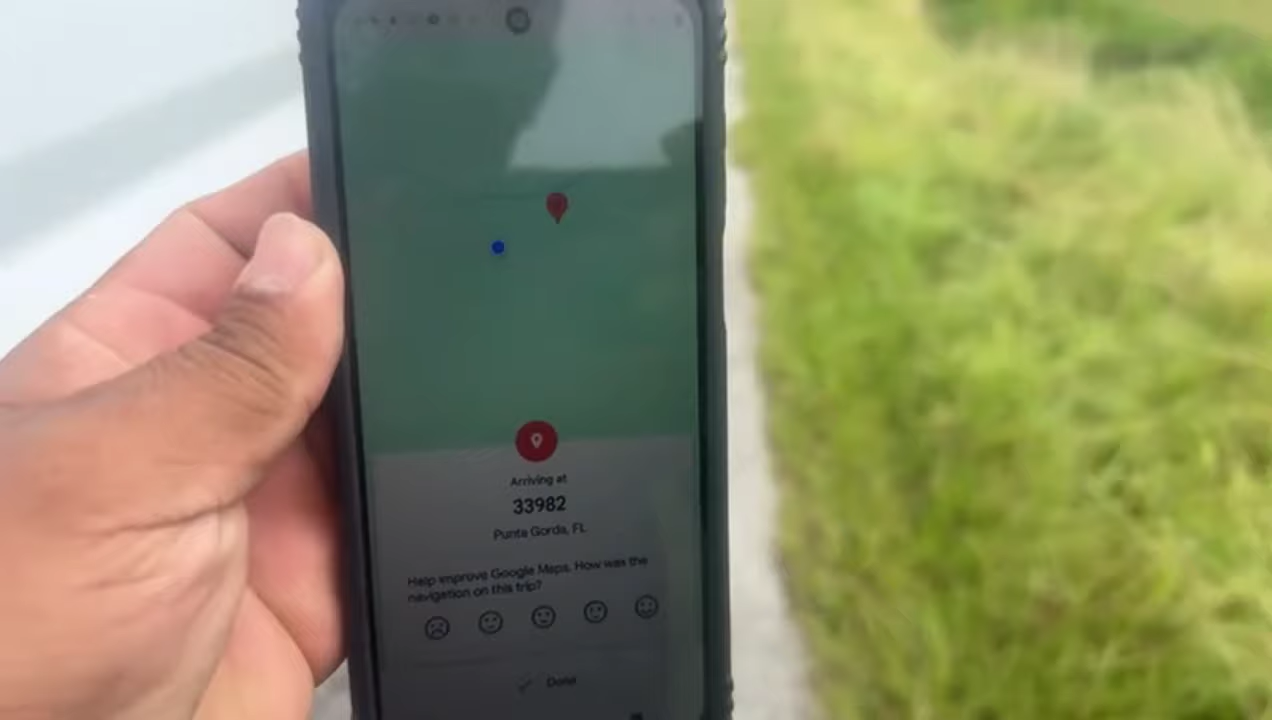 Arriving at
33982
Punta Gorda, FL
Help improve Google Maps. How was the
navigation on this trip?
Done